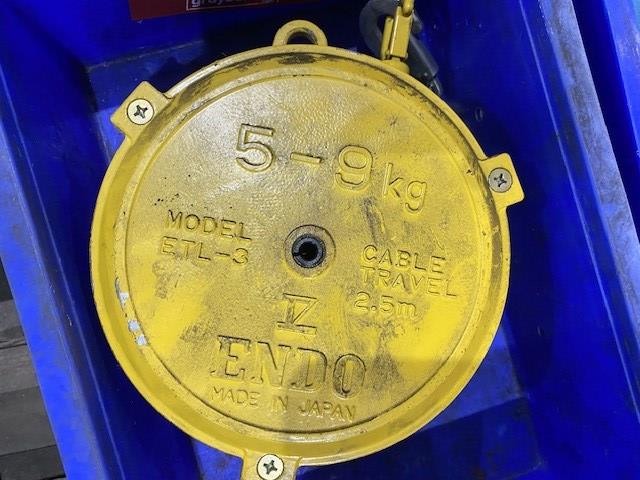 5-9kg
MODEL
ETL-3
CABLE
TRAVEL
2.5m
ENDO
MADE IN JAPAN